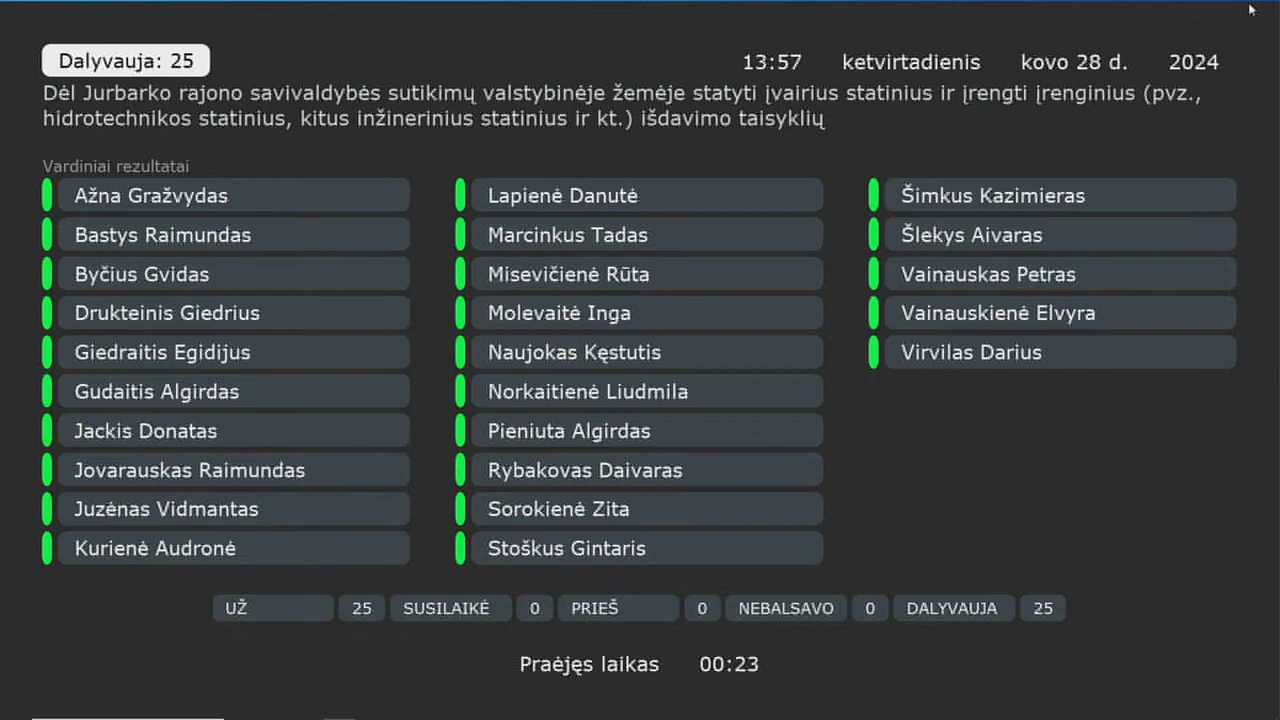 Dalyvauja: 25
13:57 ketvirtadienis kovo 28 d. 2024
Dėl Jurbarko rajono savivaldybės sutikimų valstybinėje žemėje statyti įvairius statinius ir įrengti įrenginius (pvz.,
hidrotechnikos statinius, kitus inžinerinius statinius ir kt.) išdavimo taisyklių
Vardiniai rezultatai
Ažna Gražvydas
Bastys Raimundas
Byčius Gvidas
Drukteinis Giedrius
Giedraitis Egidijus
Gudaitis Algirdas
Jackis Donatas
Jovarauskas Raimundas
Juzėnas Vidmantas
Kurienė Audronė
Lapienė Danutė
Marcinkus Tadas
Misevičienė Rūta
Molevaitė Inga
Naujokas Kęstutis
Norkaitienė Liudmila
Pieniuta Algirdas
Rybakovas Daivaras
Sorokienė Zita
Stoškus Gintaris
Šimkus Kazimieras
Šlekys Aivaras
Vainauskas Petras
Vainauskienė Elvyra
Virvilas Darius
UŽ 25 SUSILAIKĖ 0 PRIEŠ 0 NEBALSAVO 0 DALYVAUJA 25
Praėjęs laikas 00:23